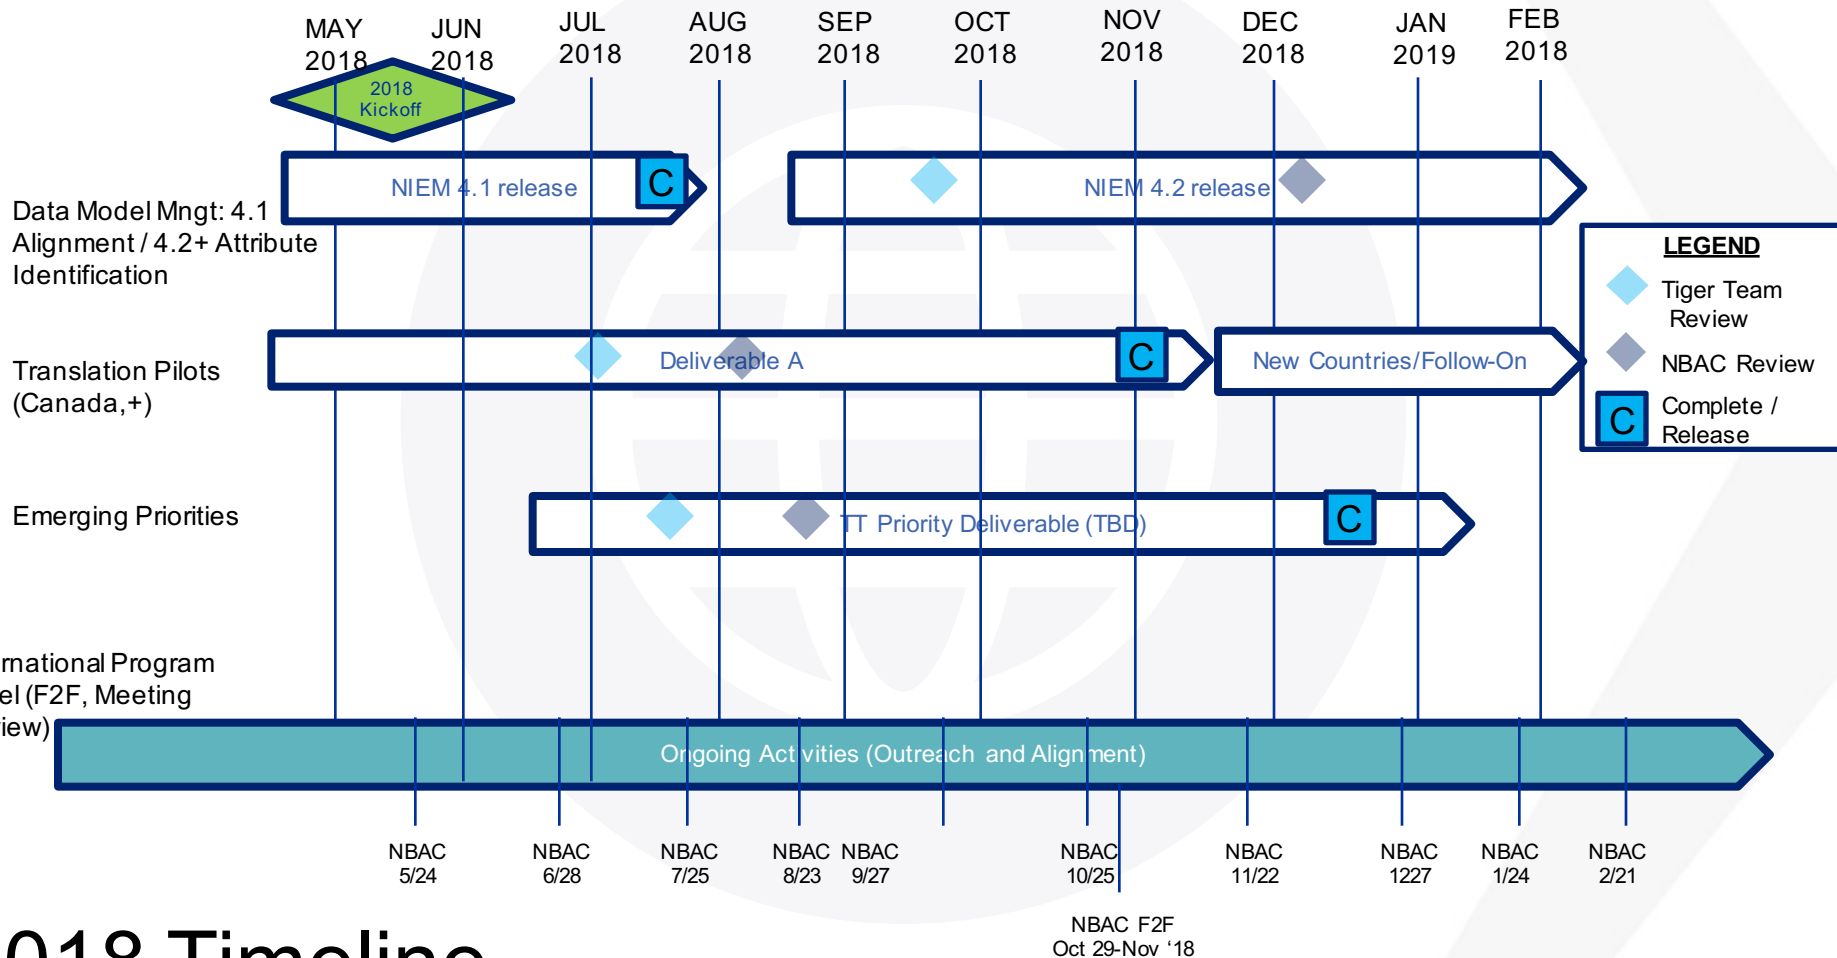 MAY
2018
JUN
2018
JUL
2018
AUG
2018
SEP
2018
OCT
2018
NOV
2018
DEC
2018
JAN
2019
FEB
2018
2018
Kickoff
Data Model Mngt: 4.1
Alignment / 4.2+ Attribute
Identification
NIEM 4.1 release
C
NIEM 4.2 release
LEGEND
Tiger Team
Review
NBAC Review
C
Complete /
Release
Translation Pilots
(Canada,+)
Deliverable A
C
New Countries/Follow-On
Emerging Priorities
TT Priority Deliverable (TBD)
C
rnational Program
el (F2F, Meeting
iew)
Ongoing Activities (Outreach and Alignment)
NBAC
5/24
NBAC
6/28
NBAC
7/25
NBAC
8/23
NBAC
9/27
NBAC
10/25
NBAC
11/22
NBAC
1227
NBAC
1/24
NBAC
2/21
NBAC F2F
Oct 29-Nov ‘18
018 Timeline